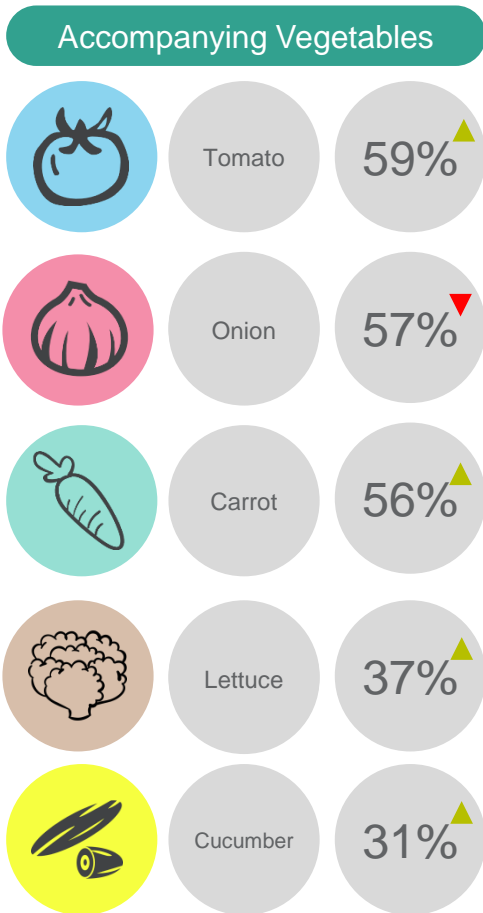 Accompanying Vegetables
Tomato
59%
Onion
57%
Carrot
56%
Lettuce
37%
Cucumber
31%